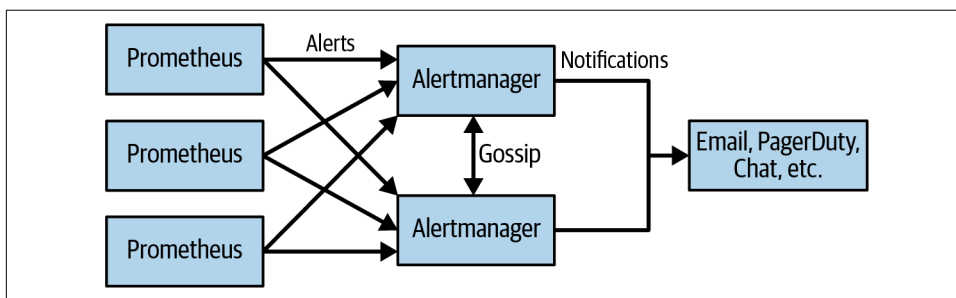 Prometheus
Prometheus
Prometheus
Alerts
Alertmanager
Gossip
Alertmanager
Notifications
Email, PagerDuty,
Chat, etc.